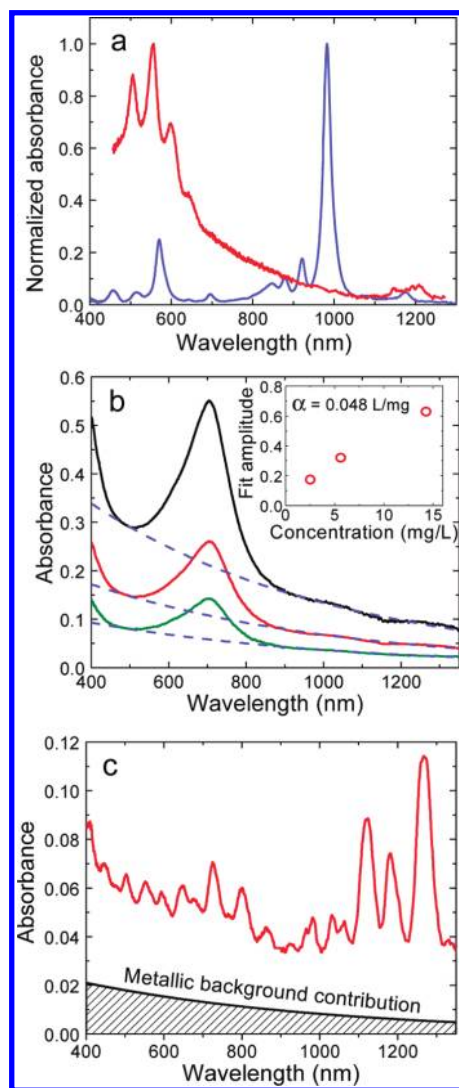 a
Normalized absorbance
1.0
0.8
0.6
0.4
0.2
0.0
400 600 800 1000 1200
Wavelength (nm)
b
Absorbance
0.6
0.5
0.4
0.3
0.2
0.1
0.0
400 600 800 1000 1200
Wavelength (nm)
α = 0.048 L/mg
Fit amplitude
0.8
0.6
0.4
0.2
0.0
0 5 10 15
Concentration (mg/L)
c
Absorbance
0.12
0.10
0.08
0.06
0.04
0.02
0.00
Metallic background contribution
400 600 800 1000 1200
Wavelength (nm)